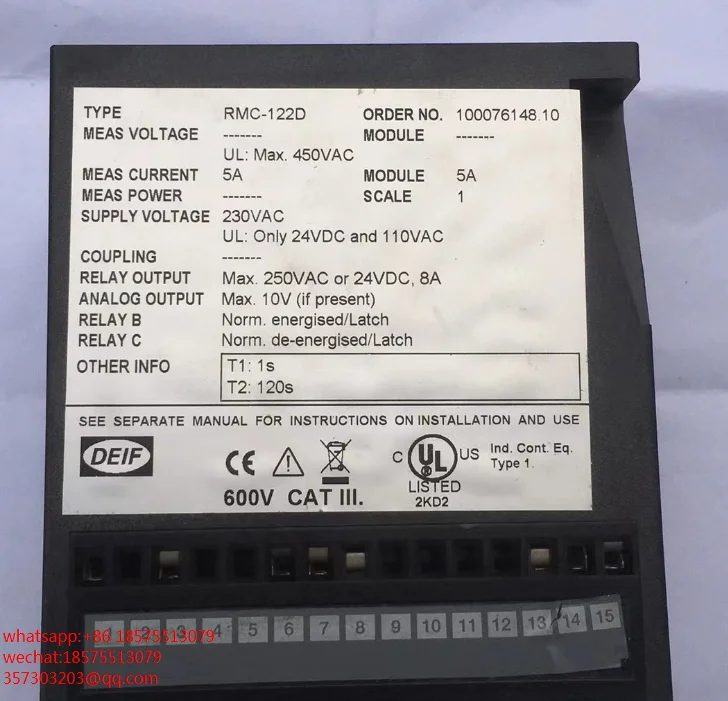 TYPE RMC-122D ORDER NO. 100076148.10
MEAS VOLTAGE ------- MODULE -------
UL: Max. 450VAC
MEAS CURRENT 5A MODULE 5A
MEAS POWER ------- SCALE 1
SUPPLY VOLTAGE 230VAC
UL: Only 24VDC and 110VAC
COUPLING -------
RELAY OUTPUT Max. 250VAC or 24VDC, 8A
ANALOG OUTPUT Max. 10V (if present)
RELAY B Norm. energised/Latch
RELAY C Norm. de-energised/Latch
OTHER INFO T1: 1s
T2: 120s
SEE SEPARATE MANUAL FOR INSTRUCTIONS ON INSTALLATION AND USE
DEIF CE C UL US Ind. Cont. Eq.
Type 1.
600V CAT III. LISTED
2KD2
1 2 3 4 5 6 7 8 9 10 11 12 13 14 15
whatsapp:+86 18575513079
wechat:18575513079
357303203@qq.com